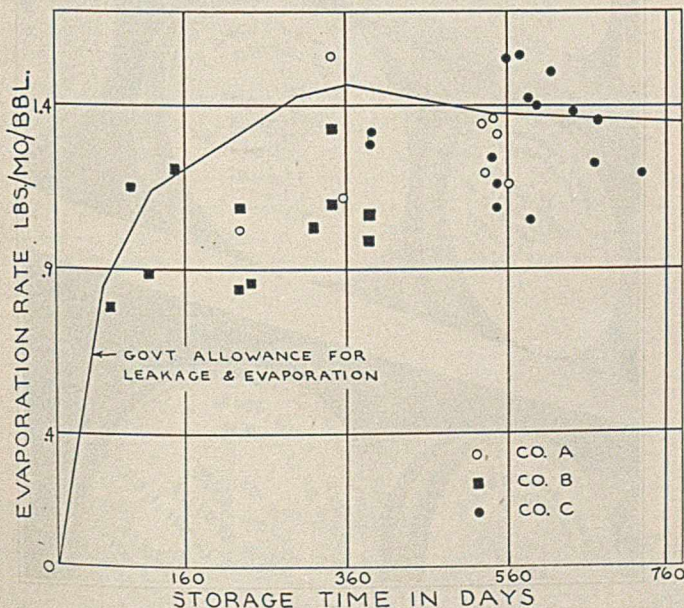 EVAPORATION RATE LBS./MO/BBL.
1.4
.9
.4
0
GOVT ALLOWANCE FOR
LEAKAGE & EVAPORATION
CO. A
CO. B
CO. C
160
360
560
760
STORAGE TIME IN DAYS